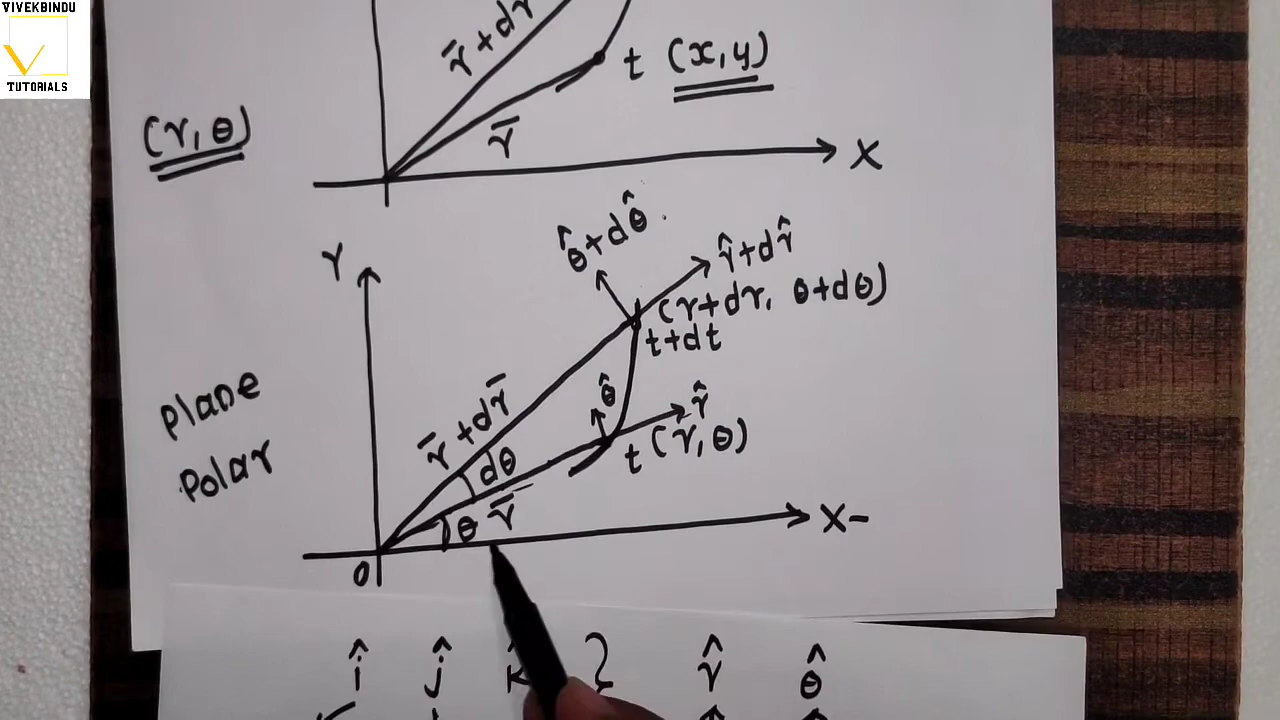 VIVEKBINDU
TUTORIALS
r̄+dr
t (x,y)
(r,θ)
r̄
X
θ̂+dθ̂
r̂+dr̂
Y
(r+dr, θ+dθ)
t+dt
Plane
Polar
r̄+dr̄
θ̂
r̂
dθ
t (r,θ)
θ r̄
X-
O
î ĵ k̂ } r̂ θ̂